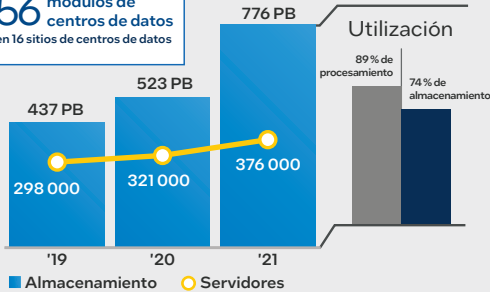 56 módulos de
centros de datos
en 16 sitios de centros de datos
776 PB
523 PB
437 PB
298 000
321 000
376 000
'19
'20
'21
Almacenamiento
Servidores
Utilización
89 % de
procesamiento
74 % de
almacenamiento